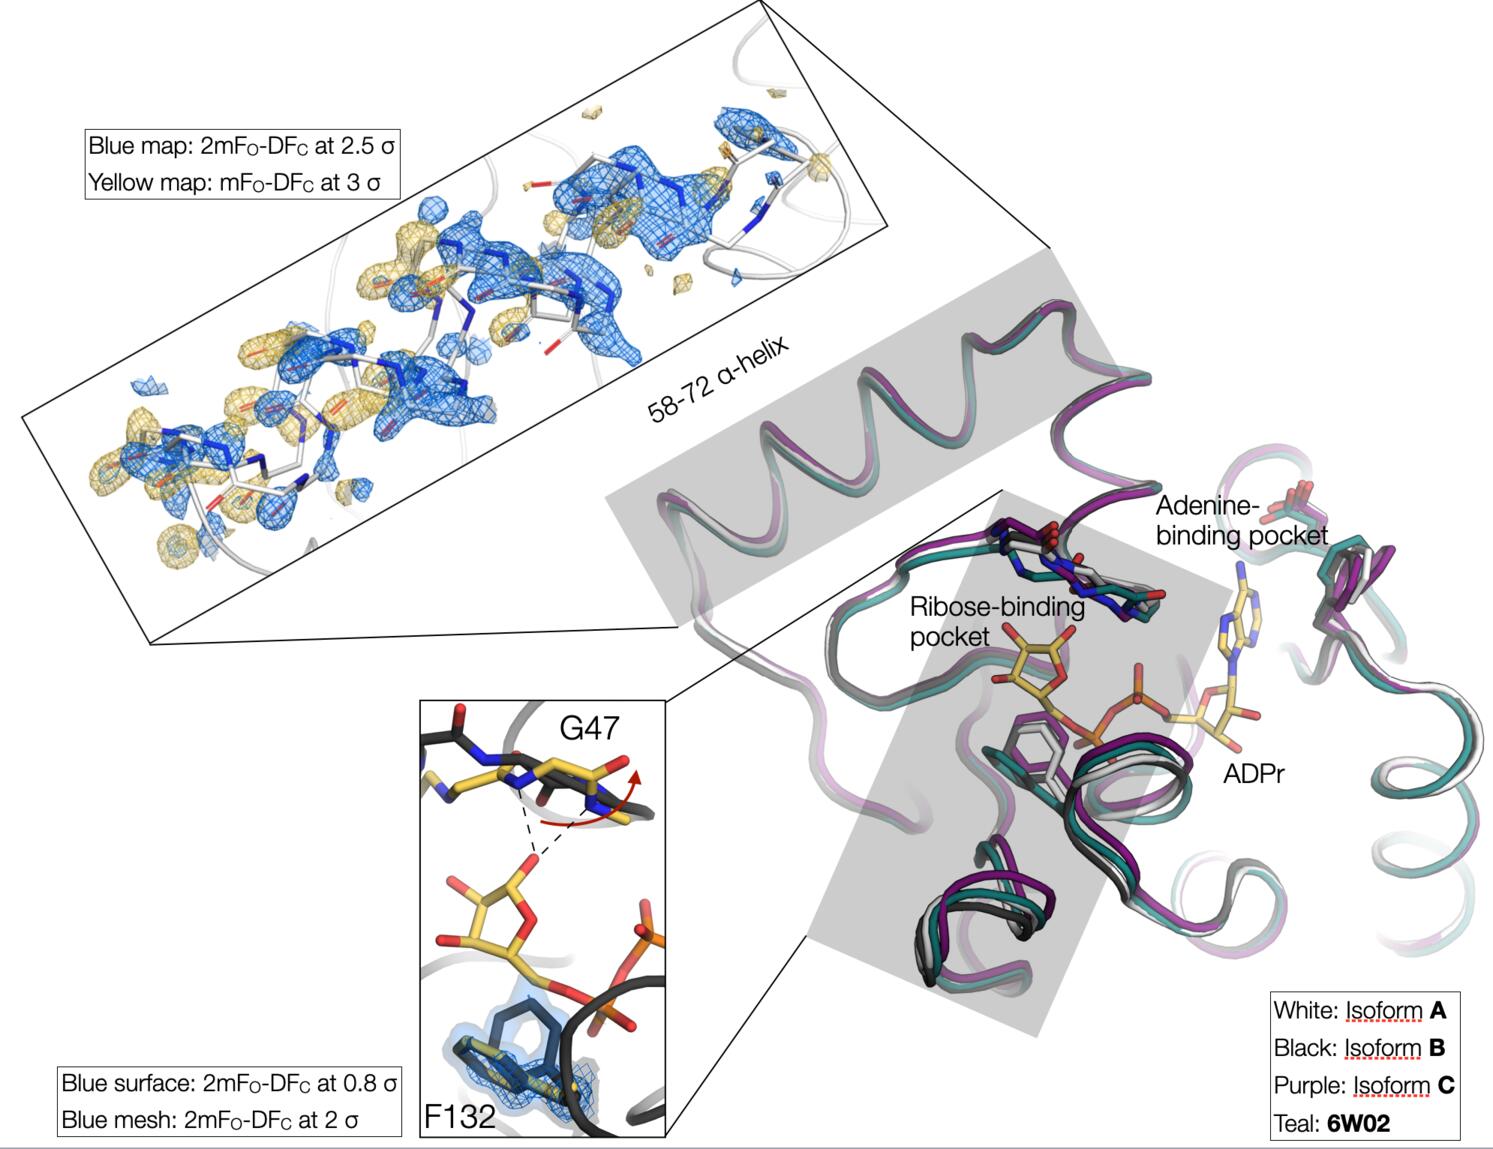 Blue map: 2mFO-DFC at 2.5 σ
Yellow map: mFO-DFC at 3 σ
58-72 α-helix
Adenine-
binding pocket
Ribose-binding
pocket
G47
ADPr
F132
Blue surface: 2mFO-DFC at 0.8 σ
Blue mesh: 2mFO-DFC at 2 σ
White: Isoform A
Black: Isoform B
Purple: Isoform C
Teal: 6W02